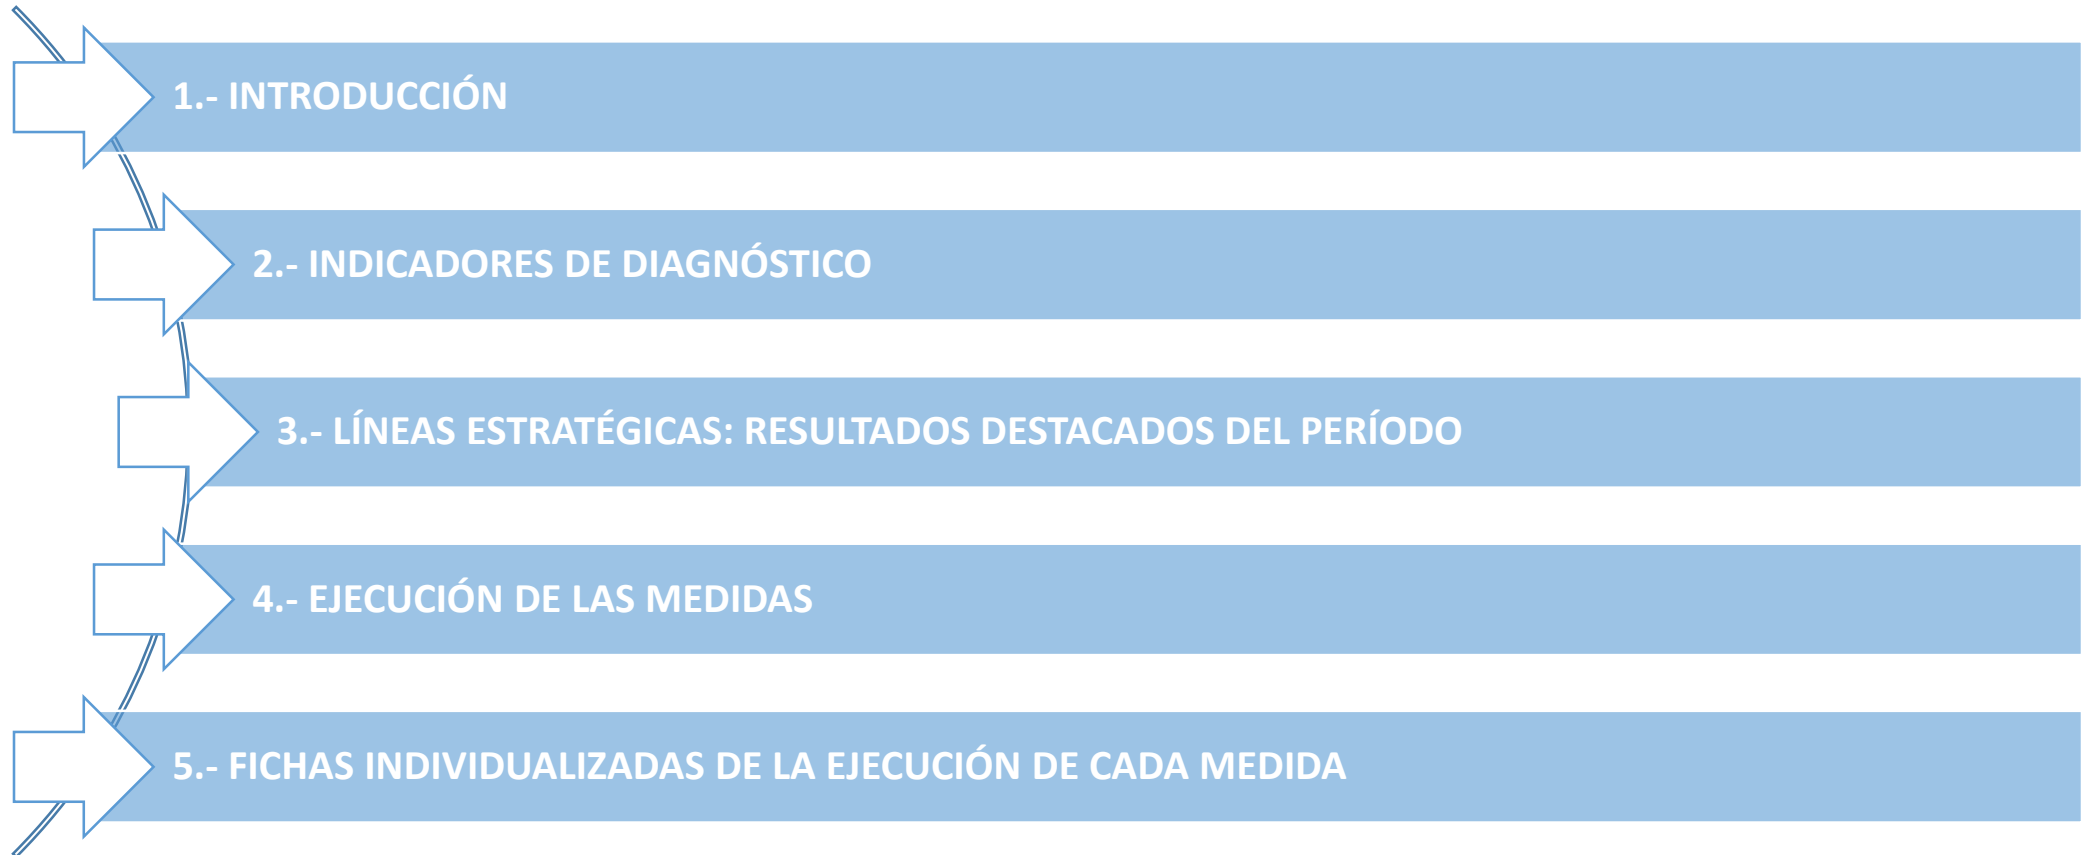 1.- INTRODUCCIÓN
2.- INDICADORES DE DIAGNÓSTICO
3.- LÍNEAS ESTRATÉGICAS: RESULTADOS DESTACADOS DEL PERÍODO
4.- EJECUCIÓN DE LAS MEDIDAS
5.- FICHAS INDIVIDUALIZADAS DE LA EJECUCIÓN DE CADA MEDIDA